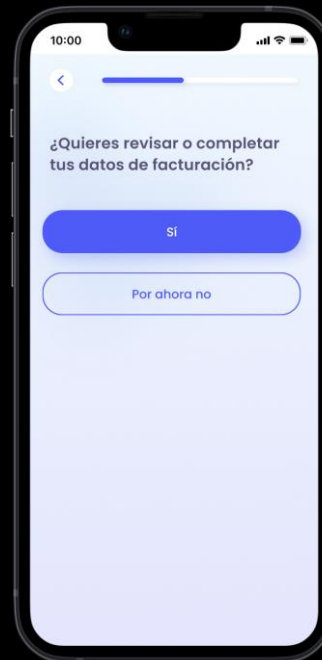 10:00
¿Quieres revisar o completar
tus datos de facturación?
Sí
Por ahora no